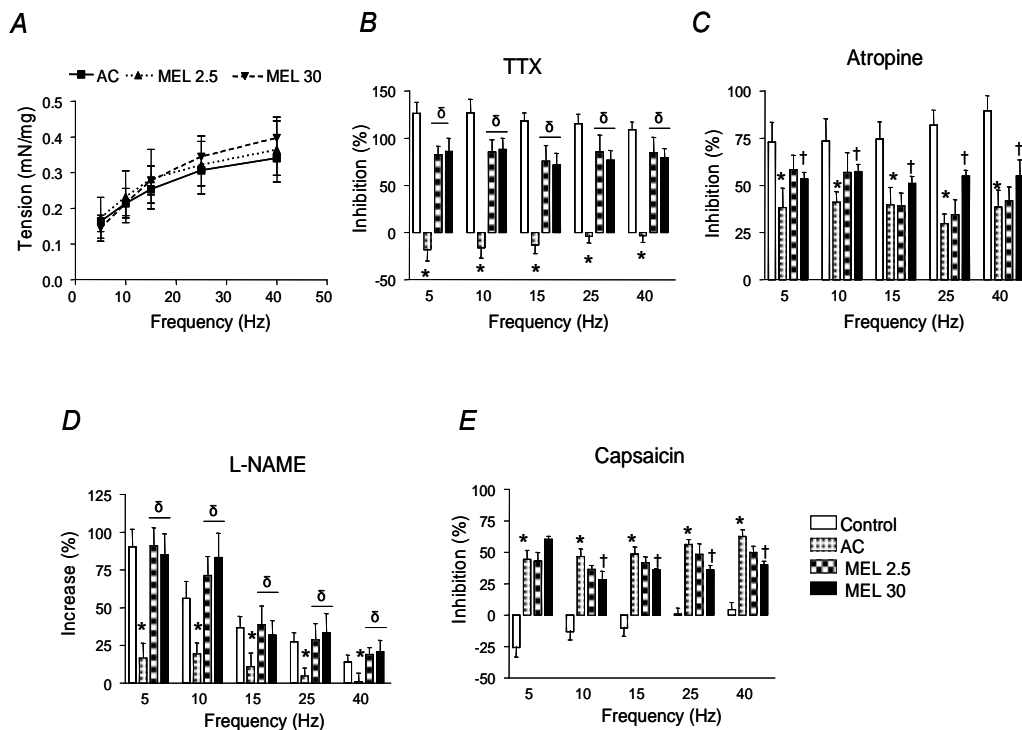 A
AC MEL 2.5 MEL 30
Tension (mN/mg)
0.5
0.4
0.3
0.2
0.1
0.0
0 10 20 30 40 50
Frequency (Hz)
B
TTX
Inhibition (%)
150
100
50
0
-50
δ δ δ δ δ
* * * * *
5 10 15 25 40
Frequency (Hz)
C
Atropine
Inhibition (%)
100
75
50
25
0
* † * † * † * † * †
5 10 15 25 40
Frequency (Hz)
D
L-NAME
Increase (%)
125
100
75
50
25
0
δ δ δ δ δ
* * * * *
5 10 15 25 40
Frequency (Hz)
E
Capsaicin
Inhibition (%)
100
75
50
25
0
-25
-50
* * † * † * † * †
5 10 15 25 40
Frequency (Hz)
Control
AC
MEL 2.5
MEL 30